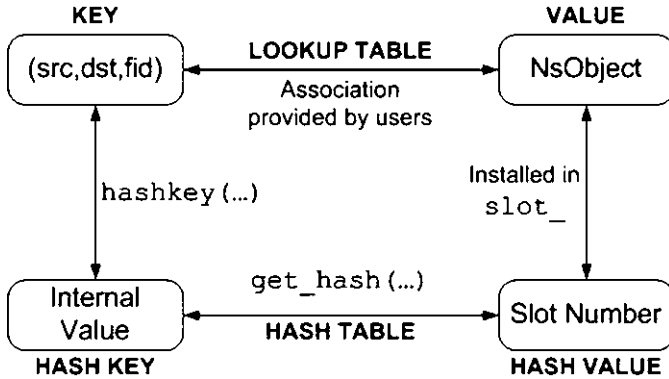 KEY
VALUE
(src,dst,fid)
LOOKUP TABLE
NsObject
Association
provided by users
hashkey(…)
Installed in
slot_
Internal
Value
get_hash(…)
Slot Number
HASH KEY
HASH TABLE
HASH VALUE